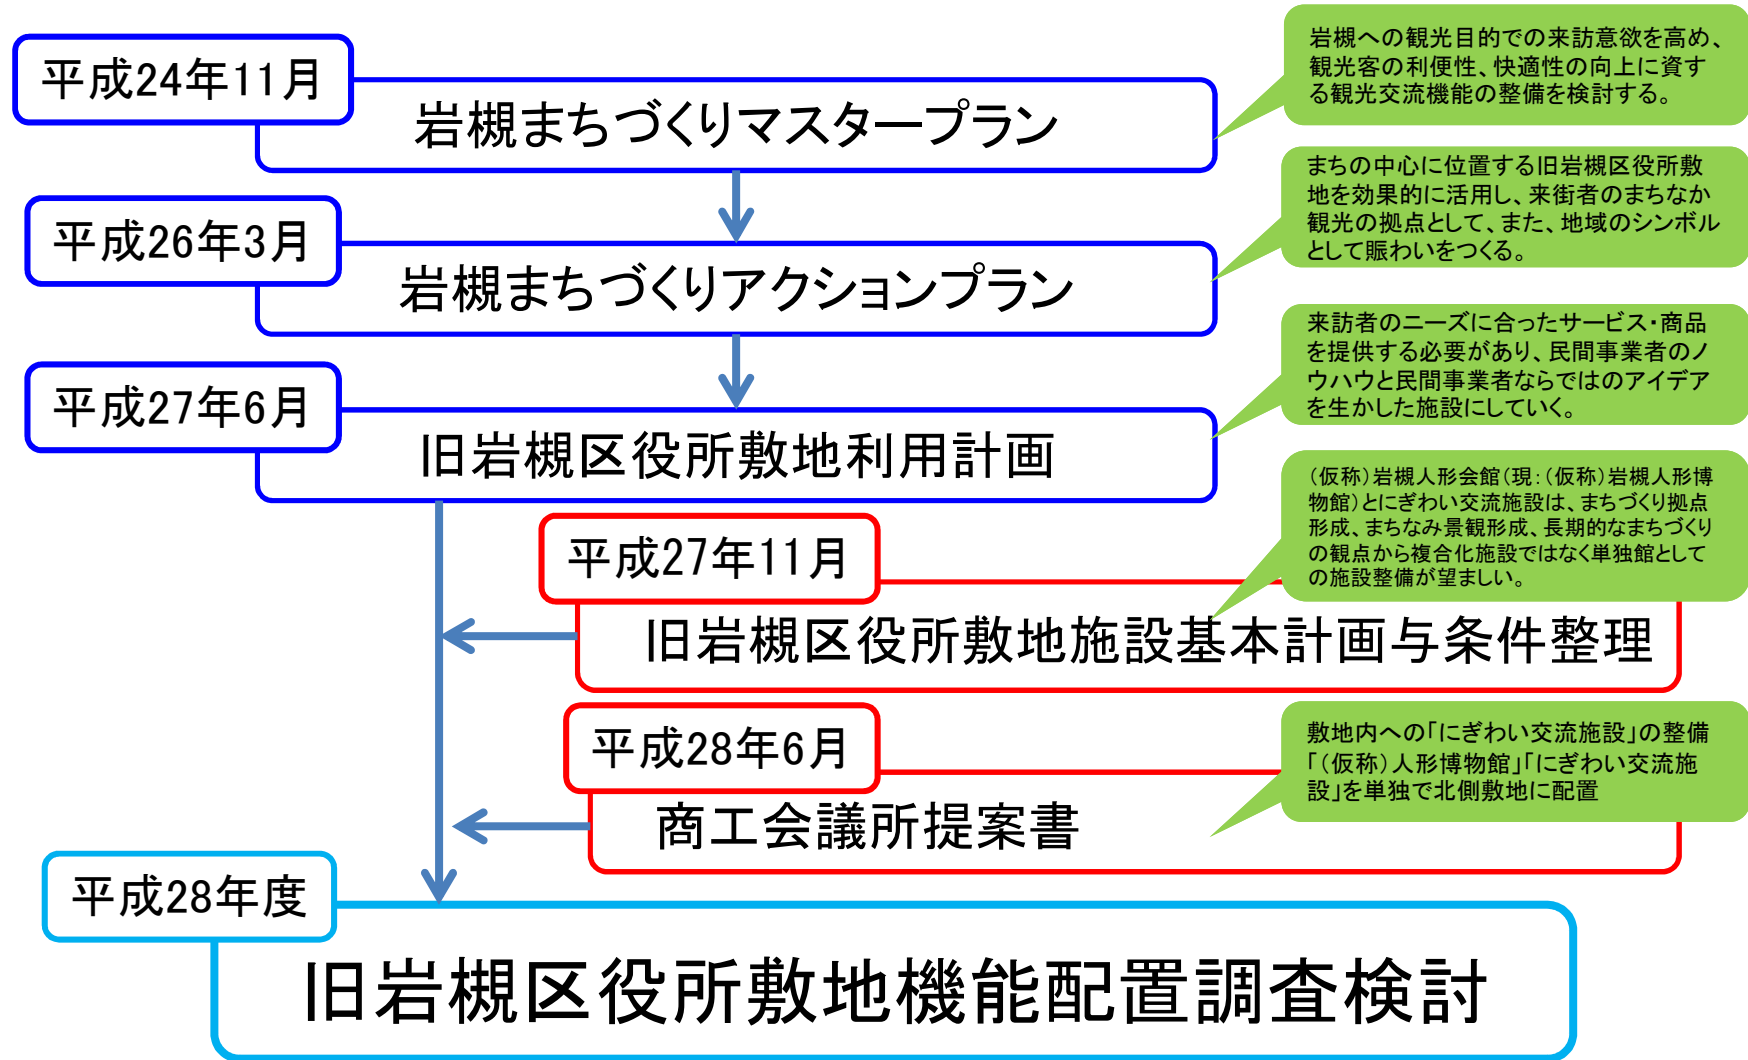 平成24年11月
岩槻まちづくりマスタープラン
岩槻への観光目的での来訪意欲を高め、
観光客の利便性、快適性の向上に資す
る観光交流機能の整備を検討する。
平成26年3月
岩槻まちづくりアクションプラン
まちの中心に位置する旧岩槻区役所敷
地を効果的に活用し、来街者のまちなか
観光の拠点として、また、地域のシンボル
として賑わいをつくる。
平成27年6月
旧岩槻区役所敷地利用計画
来訪者のニーズに合ったサービス・商品
を提供する必要があり、民間事業者のノ
ウハウと民間事業者ならではのアイデア
を生かした施設にしていく。
平成27年11月
旧岩槻区役所敷地施設基本計画与条件整理
（仮称）岩槻人形会館（現：（仮称）岩槻人形博
物館）とにぎわい交流施設は、まちづくり拠点
形成、まちなみ景観形成、長期的なまちづくり
の観点から複合化施設ではなく単独館として
の施設整備が望ましい。
平成28年6月
商工会議所提案書
敷地内への「にぎわい交流施設」の整備
「（仮称）人形博物館」「にぎわい交流施
設」を単独で北側敷地に配置
平成28年度
旧岩槻区役所敷地機能配置調査検討